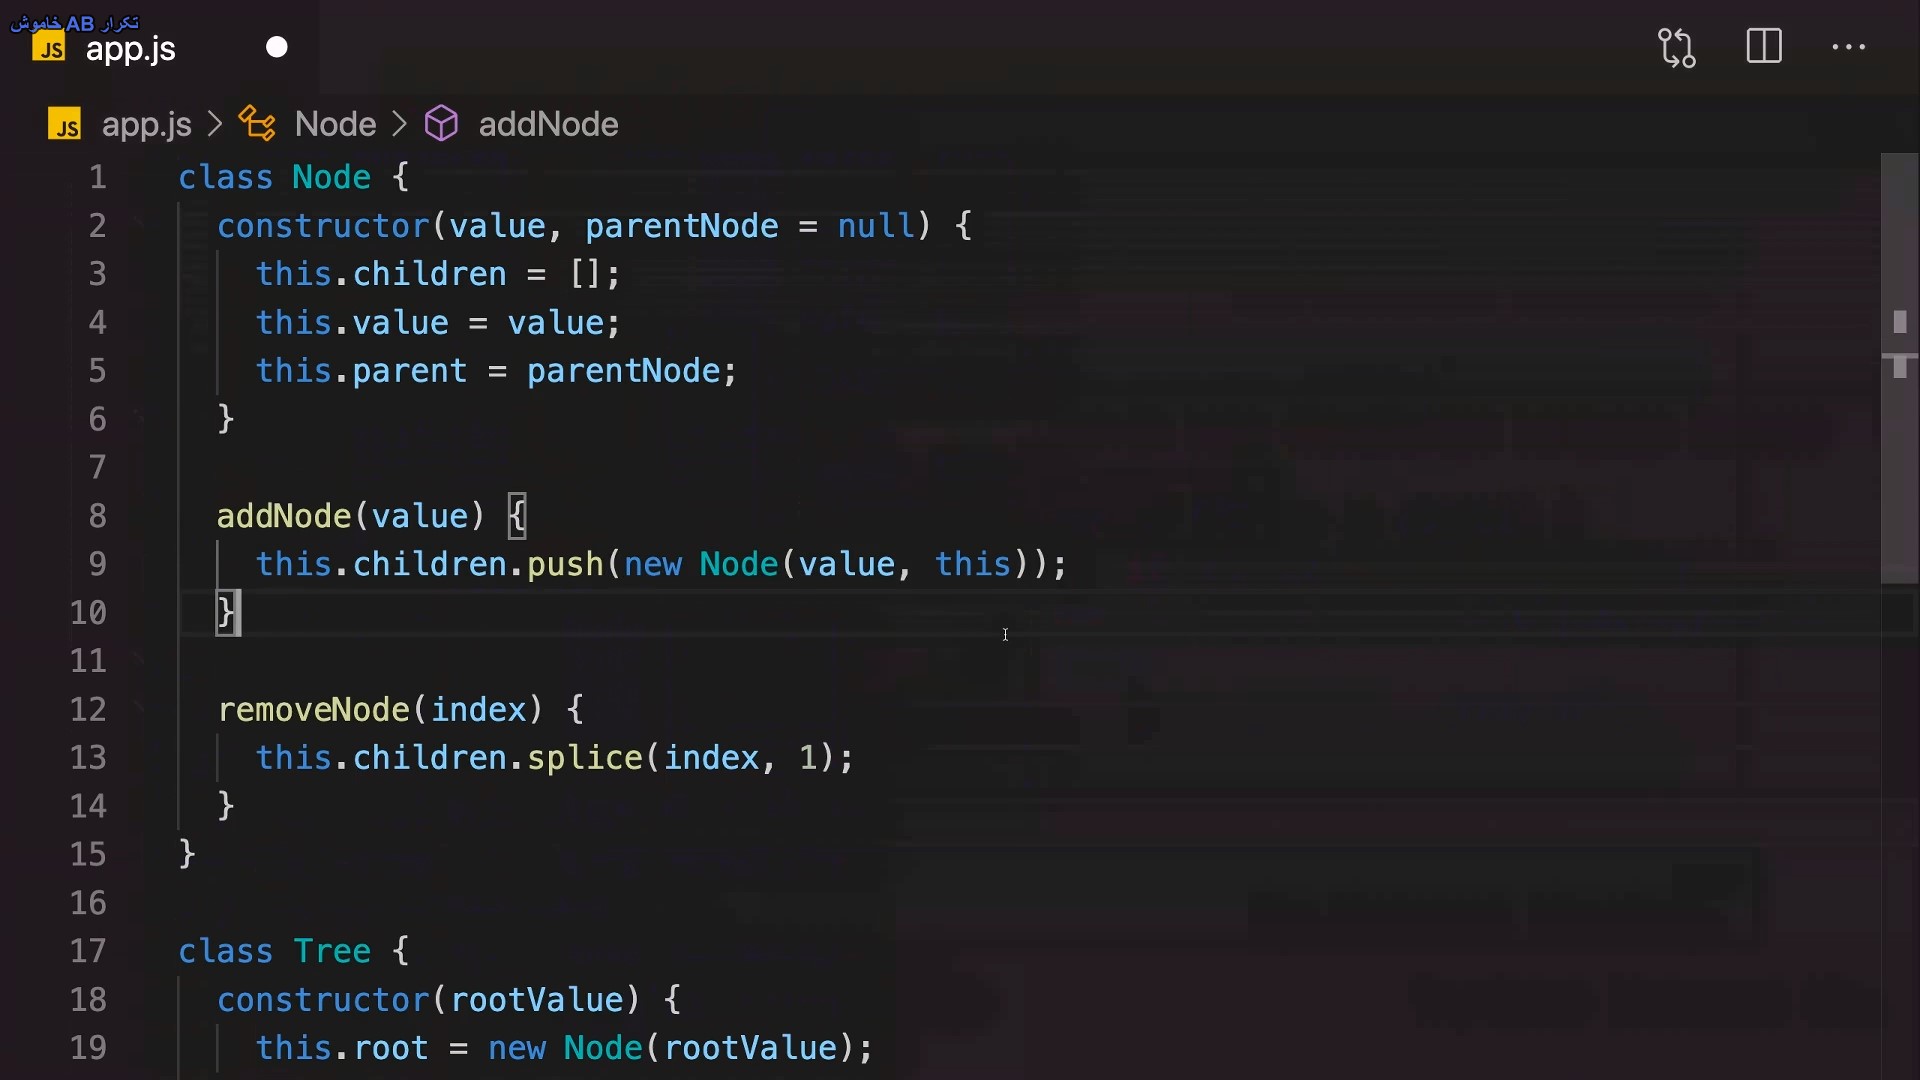 تکرار AB خاموش
JS app.js
JS app.js > Node > addNode
1 class Node {
2 constructor(value, parentNode = null) {
3 this.children = [];
4 this.value = value;
5 this.parent = parentNode;
6 }
7
8 addNode(value) {
9 this.children.push(new Node(value, this));
10 }
11
12 removeNode(index) {
13 this.children.splice(index, 1);
14 }
15 }
16
17 class Tree {
18 constructor(rootValue) {
19 this.root = new Node(rootValue);